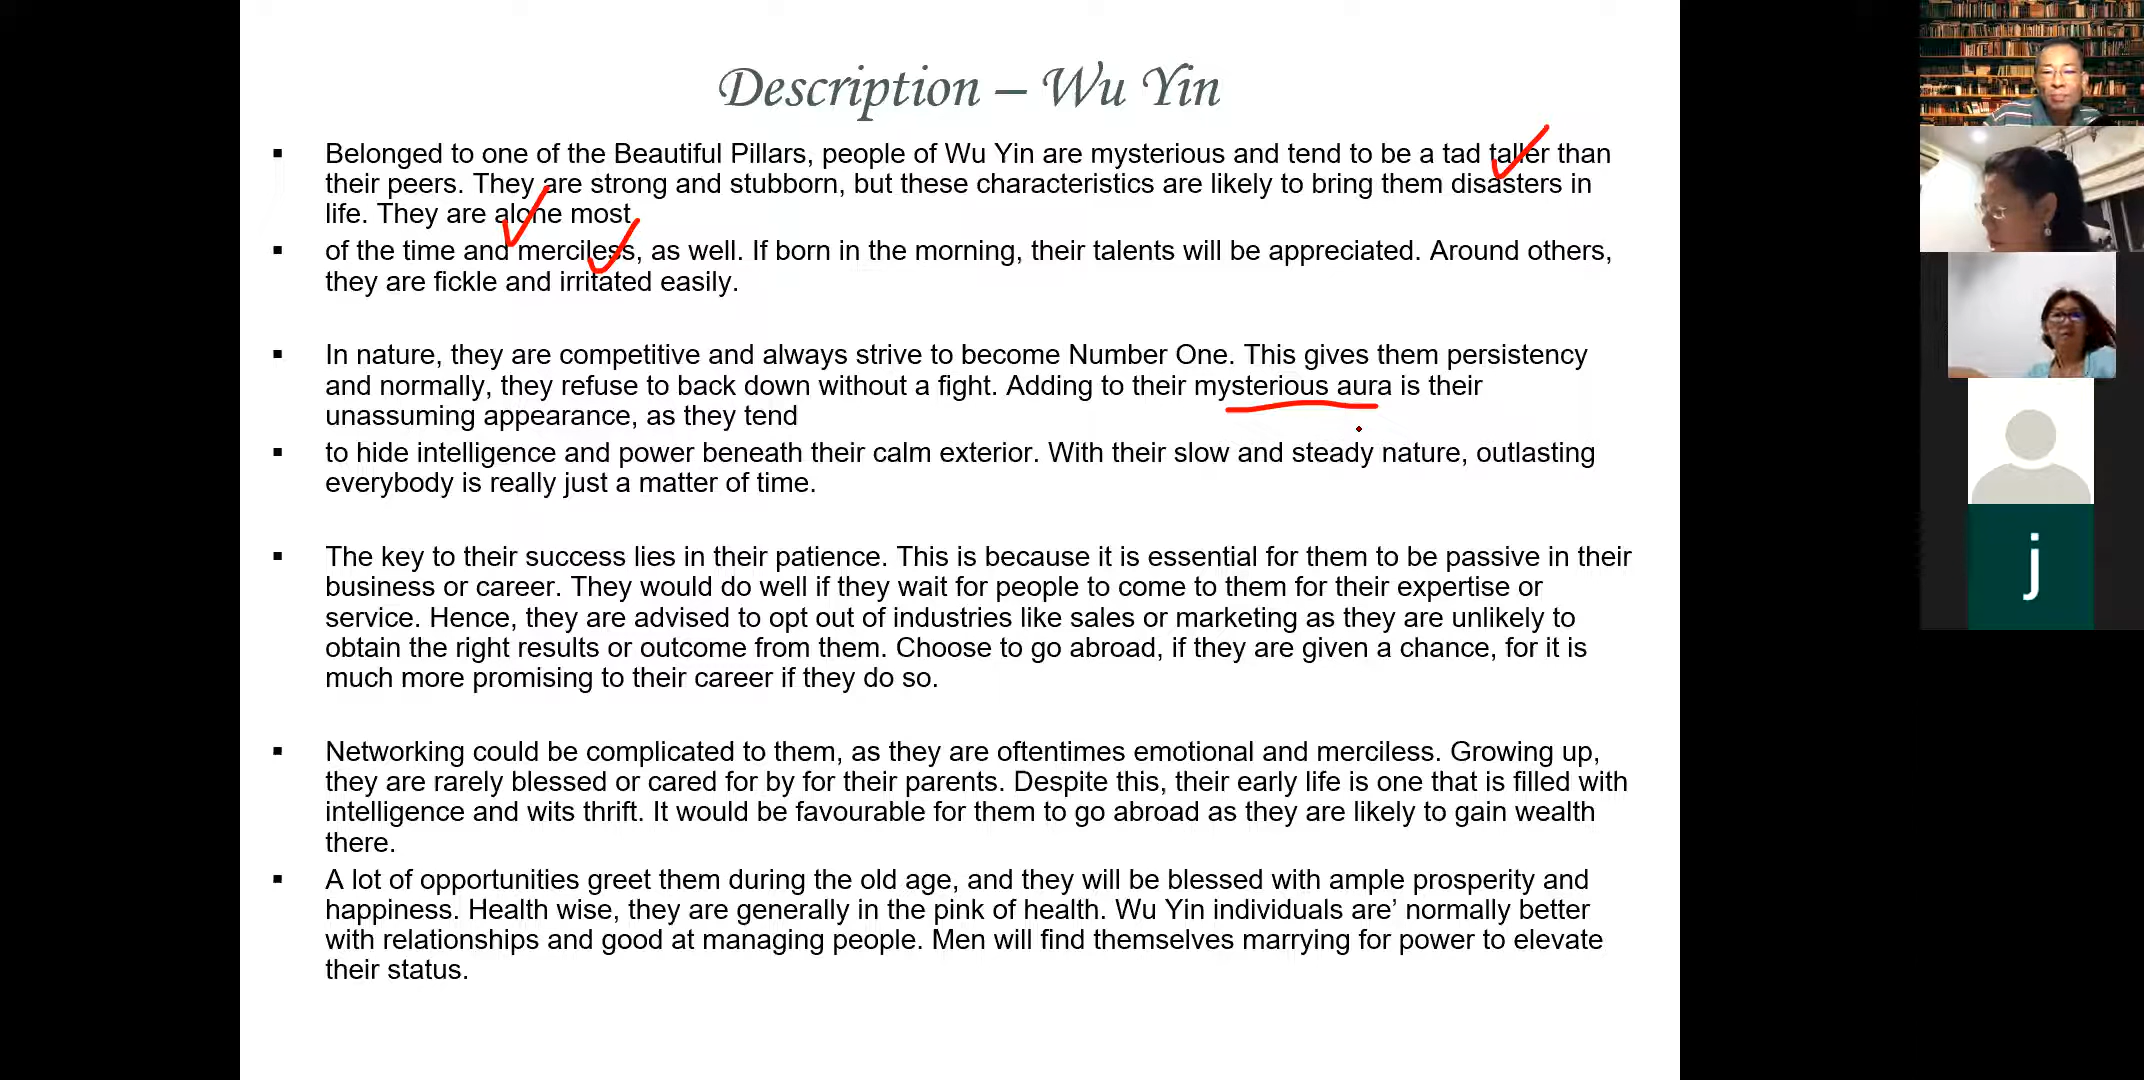 Description – Wu Yin
▪ Belonged to one of the Beautiful Pillars, people of Wu Yin are mysterious and tend to be a tad taller than
their peers. They are strong and stubborn, but these characteristics are likely to bring them disasters in
life. They are alone most
▪ of the time and merciless, as well. If born in the morning, their talents will be appreciated. Around others,
they are fickle and irritated easily.
▪ In nature, they are competitive and always strive to become Number One. This gives them persistency
and normally, they refuse to back down without a fight. Adding to their mysterious aura is their
unassuming appearance, as they tend
▪ to hide intelligence and power beneath their calm exterior. With their slow and steady nature, outlasting
everybody is really just a matter of time.
▪ The key to their success lies in their patience. This is because it is essential for them to be passive in their
business or career. They would do well if they wait for people to come to them for their expertise or
service. Hence, they are advised to opt out of industries like sales or marketing as they are unlikely to
obtain the right results or outcome from them. Choose to go abroad, if they are given a chance, for it is
much more promising to their career if they do so.
▪ Networking could be complicated to them, as they are oftentimes emotional and merciless. Growing up,
they are rarely blessed or cared for by for their parents. Despite this, their early life is one that is filled with
intelligence and wits thrift. It would be favourable for them to go abroad as they are likely to gain wealth
there.
▪ A lot of opportunities greet them during the old age, and they will be blessed with ample prosperity and
happiness. Health wise, they are generally in the pink of health. Wu Yin individuals are’ normally better
with relationships and good at managing people. Men will find themselves marrying for power to elevate
their status.
j